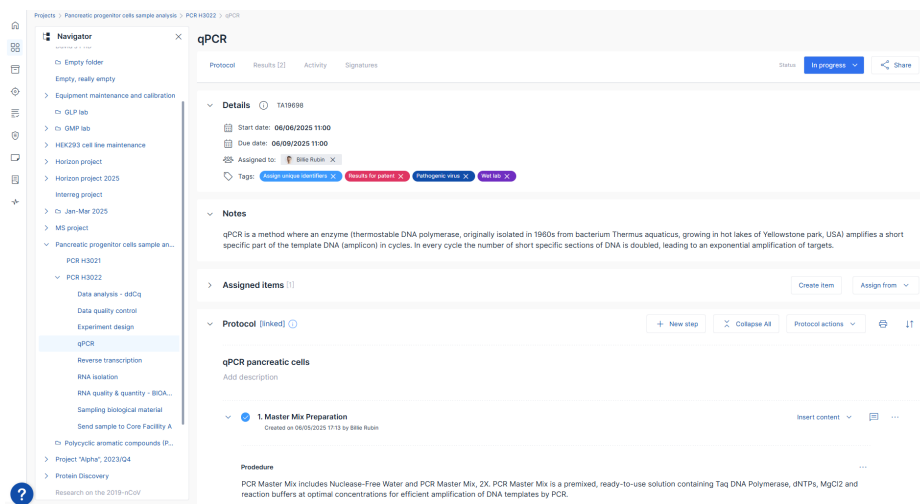 Projects > Pancreatic progenitor cells sample analysis > PCR H3022 > qPCR
Navigator
Empty folder
Empty, really empty
Equipment maintenance and calibration
GLP lab
GMP lab
HEK293 cell line maintenance
Horizon project
Horizon project 2025
Interreg project
Jan-Mar 2025
MS project
Pancreatic progenitor cells sample an...
PCR H3021
PCR H3022
Data analysis - ddCq
Data quality control
Experiment design
qPCR
Reverse transcription
RNA isolation
RNA quality & quantity - BIOA...
Sampling biological material
Send sample to Core Facility A
Polycyclic aromatic compounds (P...
Project "Alpha", 2023/Q4
Protein Discovery
Research on the 2019-nCoV
?
qPCR
Protocol Results [2] Activity Signatures Status In progress Share
Details TA19698
Start date: 06/06/2025 11:00
Due date: 06/09/2025 11:00
Assigned to: Billie Rubin
Tags: Assign unique identifiers Results for patent Pathogenic virus Wet lab
Notes
qPCR is a method where an enzyme (thermostable DNA polymerase, originally isolated in 1960s from bacterium Thermus aquaticus, growing in hot lakes of Yellowstone park, USA) amplifies a short
specific part of the template DNA (amplicon) in cycles. In every cycle the number of short specific sections of DNA is doubled, leading to an exponential amplification of targets.
Assigned items [1] Create item Assign from
Protocol [linked] + New step Collapse All Protocol actions
qPCR pancreatic cells
Add description
1. Master Mix Preparation Insert content
Created on 06/05/2025 17:13 by Billie Rubin
Prodedure
PCR Master Mix includes Nuclease-Free Water and PCR Master Mix, 2X. PCR Master Mix is a premixed, ready-to-use solution containing Taq DNA Polymerase, dNTPs, MgCl2 and
reaction buffers at optimal concentrations for efficient amplification of DNA templates by PCR.